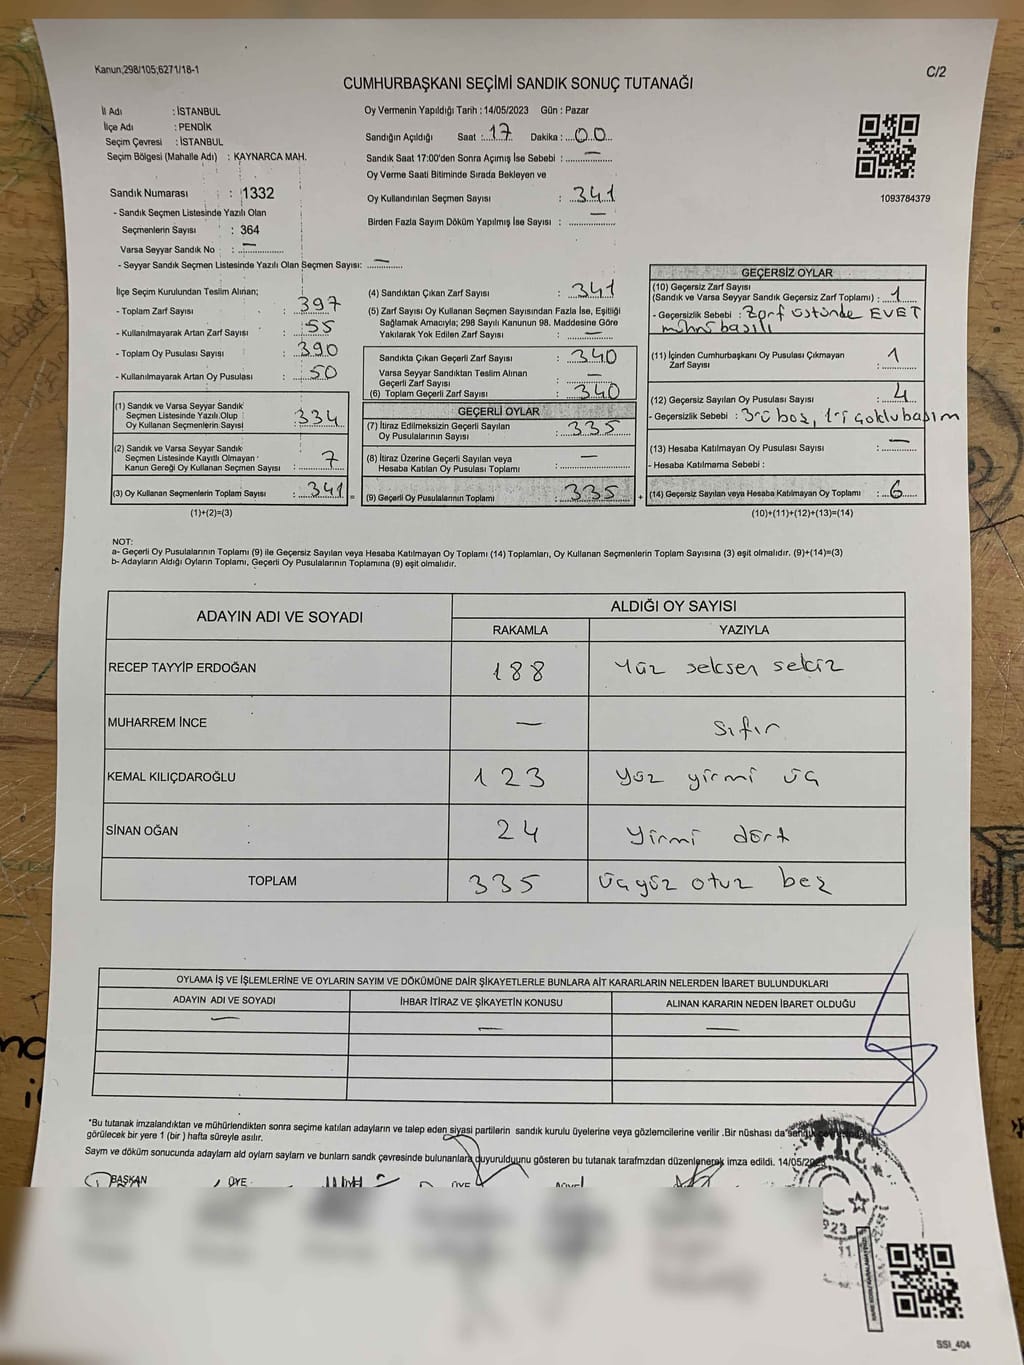 Kanun;298/105;6271/18-1
C/2
CUMHURBAŞKANI SEÇİMİ SANDIK SONUÇ TUTANAĞI
İl Adı : İSTANBUL
İlçe Adı : PENDİK
Seçim Çevresi : İSTANBUL
Seçim Bölgesi (Mahalle Adı) : KAYNARCA MAH.
Sandık Numarası : 1332
- Sandık Seçmen Listesinde Yazılı Olan
Seçmenlerin Sayısı : 364
Varsa Seyyar Sandık No : —
- Seyyar Sandık Seçmen Listesinde Yazılı Olan Seçmen Sayısı: —
Oy Vermenin Yapıldığı Tarih : 14/05/2023 Gün : Pazar
Sandığın Açıldığı Saat : 17 Dakika : 00
Sandık Saat 17:00'den Sonra Açımış İse Sebebi : —
Oy Verme Saati Bitiminde Sırada Bekleyen ve
Oy Kullandırılan Seçmen Sayısı : 341
Birden Fazla Sayım Döküm Yapılmış İse Sayısı : —
1093784379
İlçe Seçim Kurulundan Teslim Alınan;
- Toplam Zarf Sayısı : 397
- Kullanılmayarak Artan Zarf Sayısı : 55
- Toplam Oy Pusulası Sayısı : 390
- Kullanılmayarak Artan Oy Pusulası : 50
(1) Sandık ve Varsa Seyyar Sandık
Seçmen Listesinde Yazılı Olup
Oy Kullanan Seçmenlerin Sayısı : 334
(2) Sandık ve Varsa Seyyar Sandık
Seçmen Listesinde Kayıtlı Olmayan
Kanun Gereği Oy Kullanan Seçmen Sayısı : 7
(3) Oy Kullanan Seçmenlerin Toplam Sayısı : 341 =
(1)+(2)=(3)
(4) Sandıktan Çıkan Zarf Sayısı : 341
(5) Zarf Sayısı Oy Kullanan Seçmen Sayısından Fazla İse, Eşitliği
Sağlamak Amacıyla; 298 Sayılı Kanunun 98. Maddesine Göre
Yakılarak Yok Edilen Zarf Sayısı : —
Sandıkta Çıkan Geçerli Zarf Sayısı : 340
Varsa Seyyar Sandıktan Teslim Alınan
Geçerli Zarf Sayısı : —
(6) Toplam Geçerli Zarf Sayısı : 340
GEÇERLİ OYLAR
(7) İtiraz Edilmeksizin Geçerli Sayılan
Oy Pusulalarının Sayısı : 335
(8) İtiraz Üzerine Geçerli Sayılan veya
Hesaba Katılan Oy Pusulası Toplamı : —
(9) Geçerli Oy Pusulalarının Toplamı : 335 +
GEÇERSİZ OYLAR
(10) Geçersiz Zarf Sayısı
(Sandık ve Varsa Seyyar Sandık Geçersiz Zarf Toplamı) : 1
- Geçersizlik Sebebi : Zarf üstünde EVET
mührü basılı
(11) İçinden Cumhurbaşkanı Oy Pusulası Çıkmayan
Zarf Sayısı : 1
(12) Geçersiz Sayılan Oy Pusulası Sayısı : 4
- Geçersizlik Sebebi : 3'ü boş, 1'i çoklu basım
(13) Hesaba Katılmayan Oy Pusulası Sayısı : —
- Hesaba Katılmama Sebebi :
(14) Geçersiz Sayılan veya Hesaba Katılmayan Oy Toplamı : 6
(10)+(11)+(12)+(13)=(14)
NOT:
a- Geçerli Oy Pusulalarının Toplamı (9) ile Geçersiz Sayılan veya Hesaba Katılmayan Oy Toplamı (14) Toplamları, Oy Kullanan Seçmenlerin Toplam Sayısına (3) eşit olmalıdır. (9)+(14)=(3)
b- Adayların Aldığı Oyların Toplamı, Geçerli Oy Pusulalarının Toplamına (9) eşit olmalıdır.
ADAYIN ADI VE SOYADI
ALDIĞI OY SAYISI
RAKAMLA YAZIYLA
RECEP TAYYİP ERDOĞAN 188 Yüz seksen sekiz
MUHARREM İNCE — sıfır
KEMAL KILIÇDAROĞLU 123 yüz yirmi üç
SİNAN OĞAN 24 Yirmi dört
TOPLAM 335 üçyüz otuz beş
OYLAMA İŞ VE İŞLEMLERİNE VE OYLARIN SAYIM VE DÖKÜMÜNE DAİR ŞİKAYETLERLE BUNLARA AİT KARARLARIN NELERDEN İBARET BULUNDUKLARI
ADAYIN ADI VE SOYADI İHBAR İTİRAZ VE ŞİKAYETİN KONUSU ALINAN KARARIN NEDEN İBARET OLDUĞU
— — —
*Bu tutanak imzalandıktan ve mühürlendikten sonra seçime katılan adayların ve talep eden siyasi partilerin sandık kurulu üyelerine veya gözlemcilerine verilir .Bir nüshası da sandık
görülecek bir yere 1 (bir ) hafta süreyle asılır.
Sayım ve döküm sonucunda adaylam ald oylarn saylarm ve bunlarn sandk çevresinde bulunanlara duyurulduunu gösteren bu tutanak tarafmzdan düzenlenerek imza edildi. 14/05/2023
BAŞKAN ÜYE ÜYE
T.C.
923
SSI_404